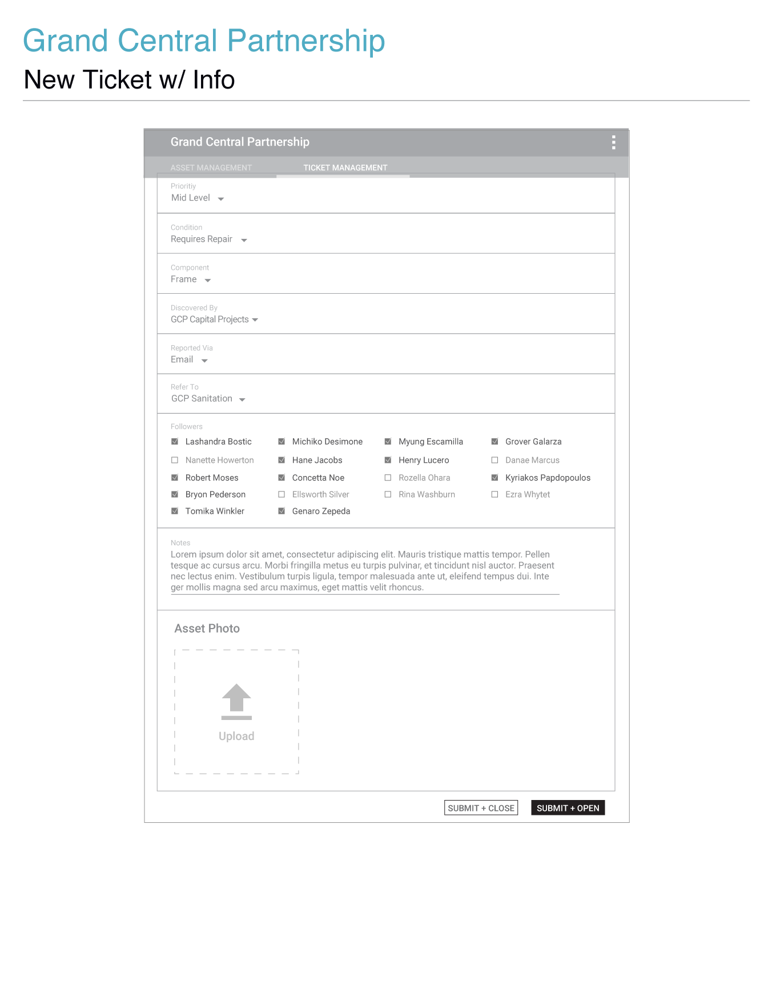 Grand Central Partnership
New Ticket w/ Info
Grand Central Partnership
ASSET MANAGEMENT TICKET MANAGEMENT
Prioritiy
Mid Level
Condition
Requires Repair
Component
Frame
Discovered By
GCP Capital Projects
Reported Via
Email
Refer To
GCP Sanitation
Followers
Lashandra Bostic Michiko Desimone Myung Escamilla Grover Galarza
Nanette Howerton Hane Jacobs Henry Lucero Danae Marcus
Robert Moses Concetta Noe Rozella Ohara Kyriakos Papdopoulos
Bryon Pederson Ellsworth Silver Rina Washburn Ezra Whytet
Tomika Winkler Genaro Zepeda
Notes
Lorem ipsum dolor sit amet, consectetur adipiscing elit. Mauris tristique mattis tempor. Pellen
tesque ac cursus arcu. Morbi fringilla metus eu turpis pulvinar, et tincidunt nisl auctor. Praesent
nec lectus enim. Vestibulum turpis ligula, tempor malesuada ante ut, eleifend tempus dui. Inte
ger mollis magna sed arcu maximus, eget mattis velit rhoncus.
Asset Photo
Upload
SUBMIT + CLOSE SUBMIT + OPEN